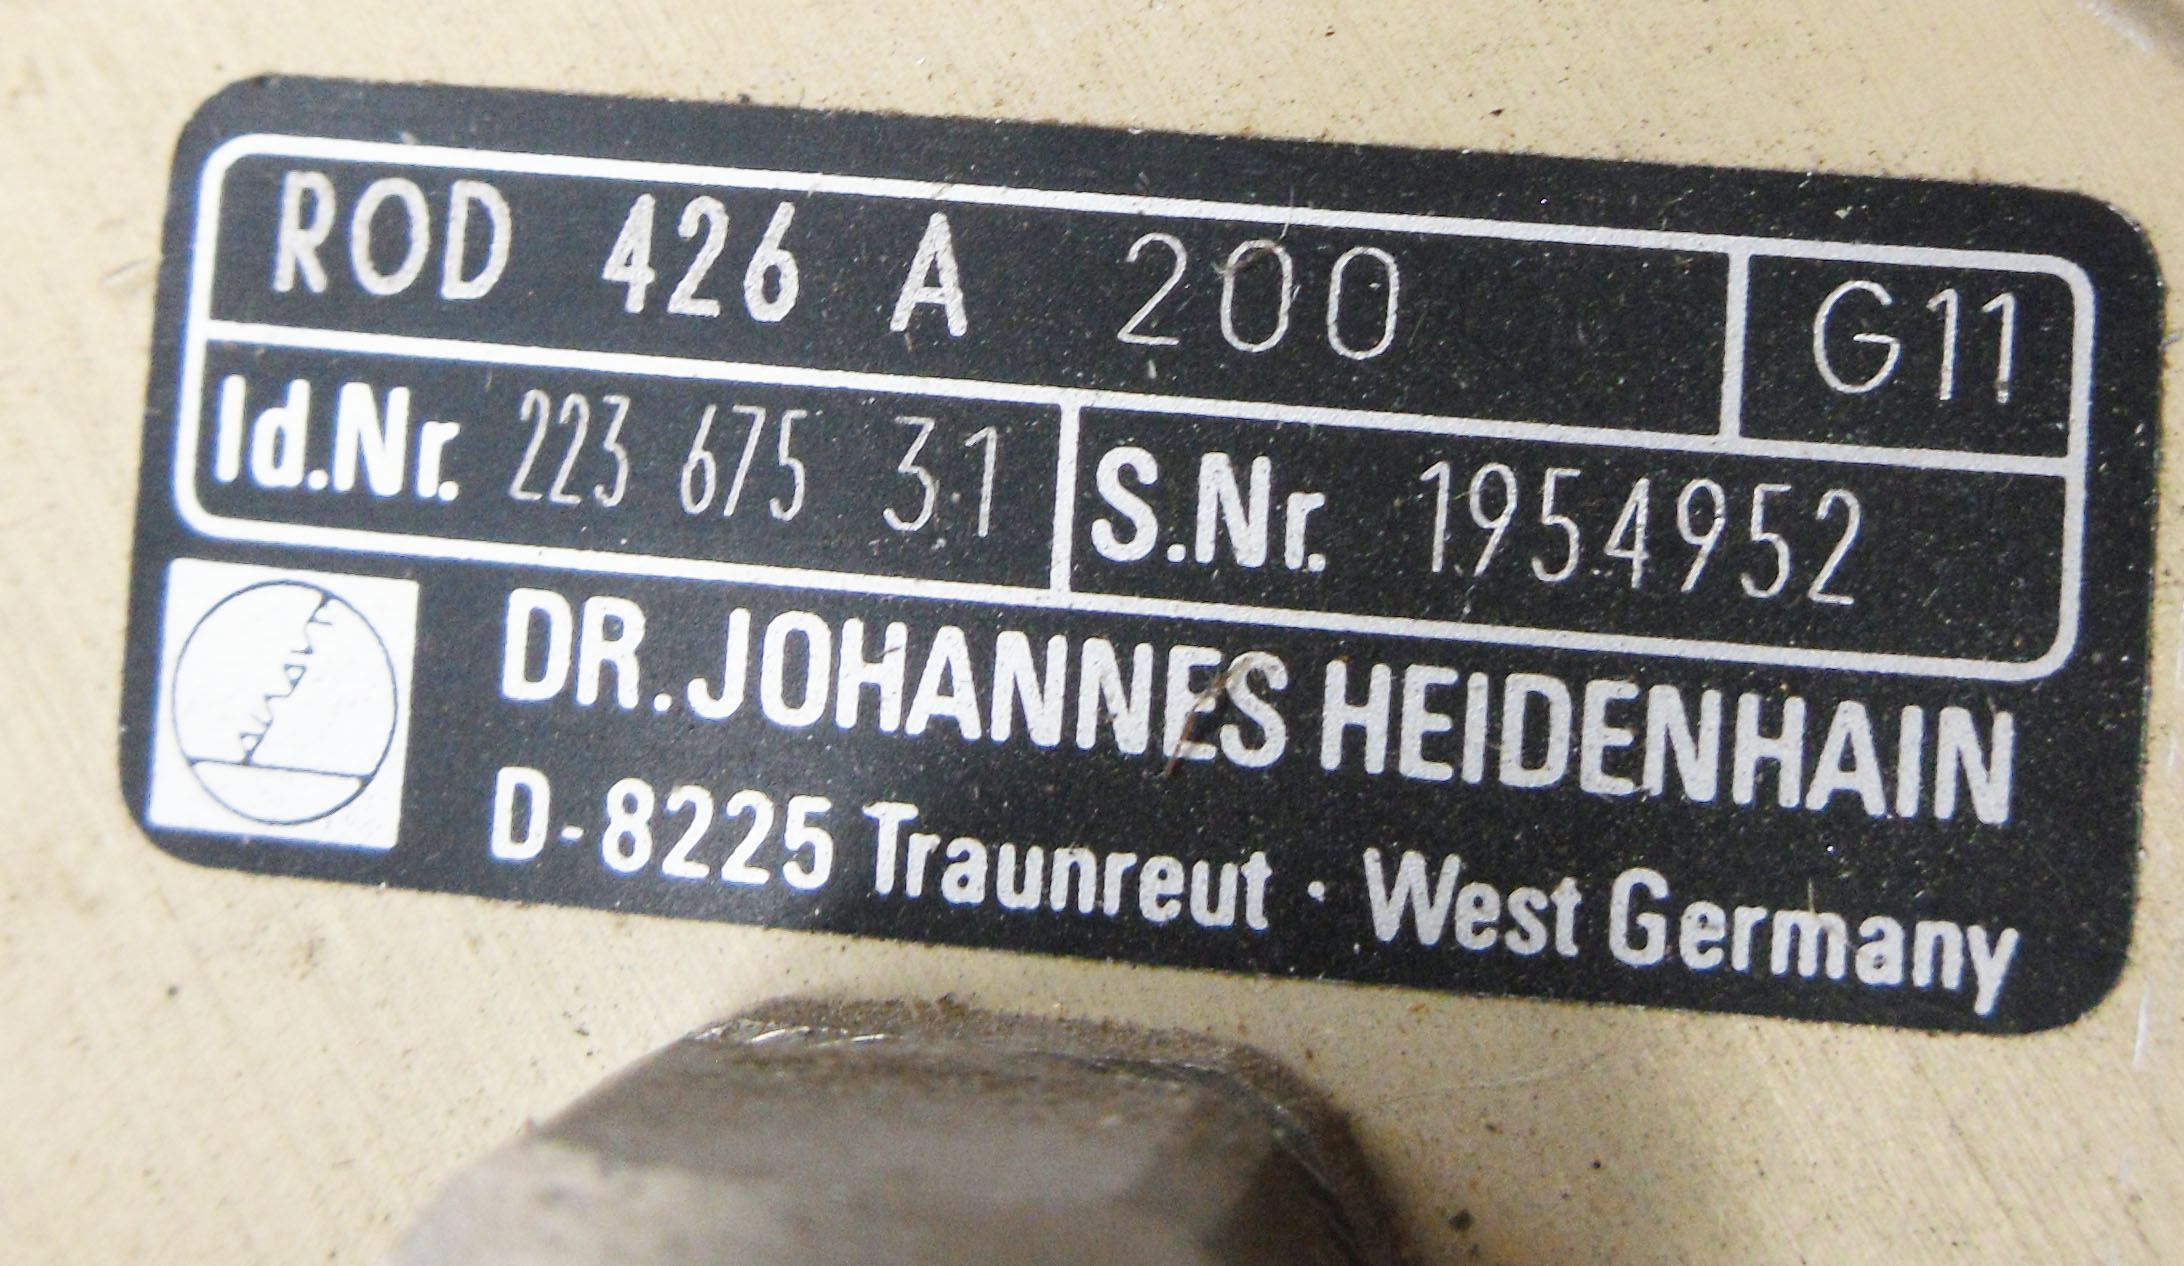 ROD 426 A 200 G11
Id.Nr. 223 675 31 S.Nr. 1954952
DR. JOHANNES HEIDENHAIN
D-8225 Traunreut · West Germany